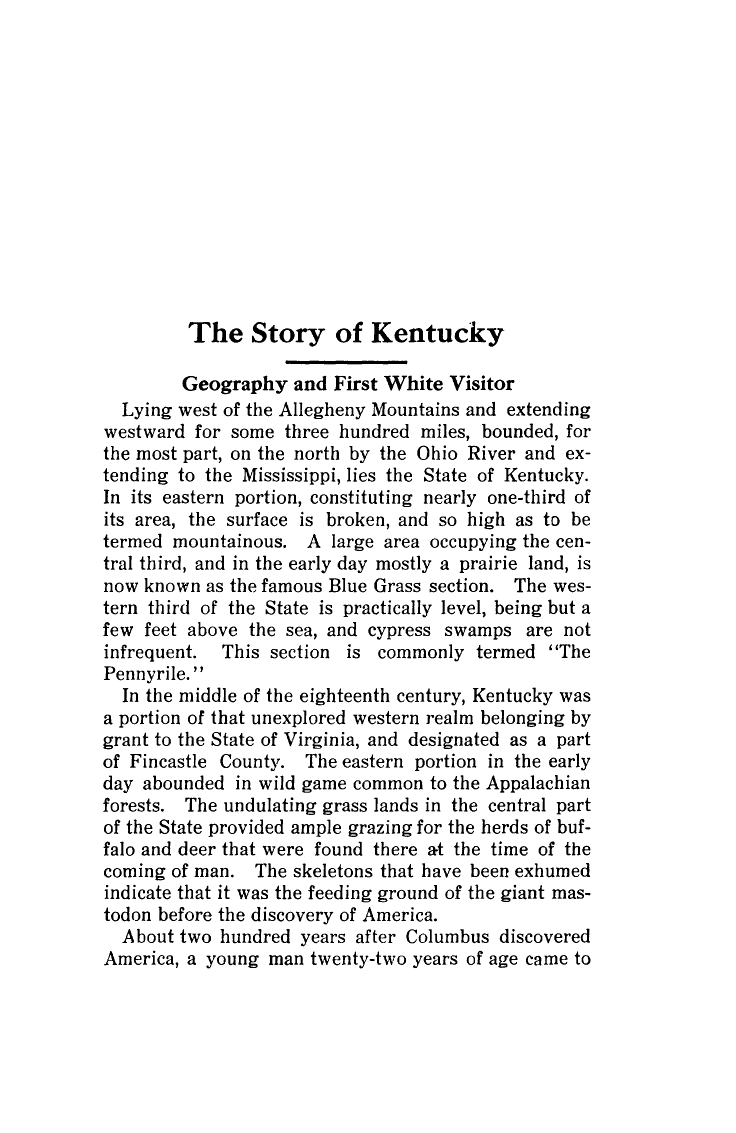 The Story of Kentucky
Geography and First White Visitor
Lying west of the Allegheny Mountains and extending
westward for some three hundred miles, bounded, for
the most part, on the north by the Ohio River and ex-
tending to the Mississippi, lies the State of Kentucky.
In its eastern portion, constituting nearly one-third of
its area, the surface is broken, and so high as to be
termed mountainous. A large area occupying the cen-
tral third, and in the early day mostly a prairie land, is
now known as the famous Blue Grass section. The wes-
tern third of the State is practically level, being but a
few feet above the sea, and cypress swamps are not
infrequent. This section is commonly termed "The
Pennyrile."
In the middle of the eighteenth century, Kentucky was
a portion of that unexplored western realm belonging by
grant to the State of Virginia, and designated as a part
of Fincastle County. The eastern portion in the early
day abounded in wild game common to the Appalachian
forests. The undulating grass lands in the central part
of the State provided ample grazing for the herds of buf-
falo and deer that were found there at the time of the
coming of man. The skeletons that have been exhumed
indicate that it was the feeding ground of the giant mas-
todon before the discovery of America.
About two hundred years after Columbus discovered
America, a young man twenty-two years of age came to